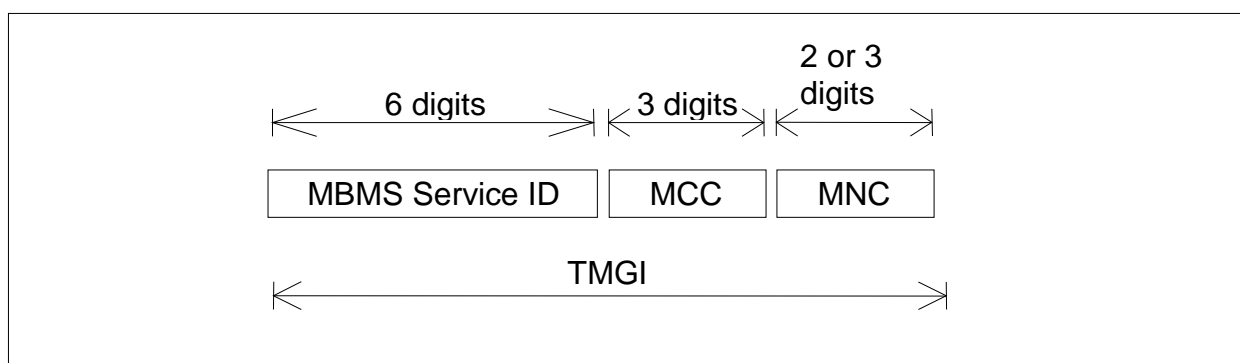 2 or 3
digits
6 digits
3 digits
MBMS Service ID
MCC
MNC
TMGI